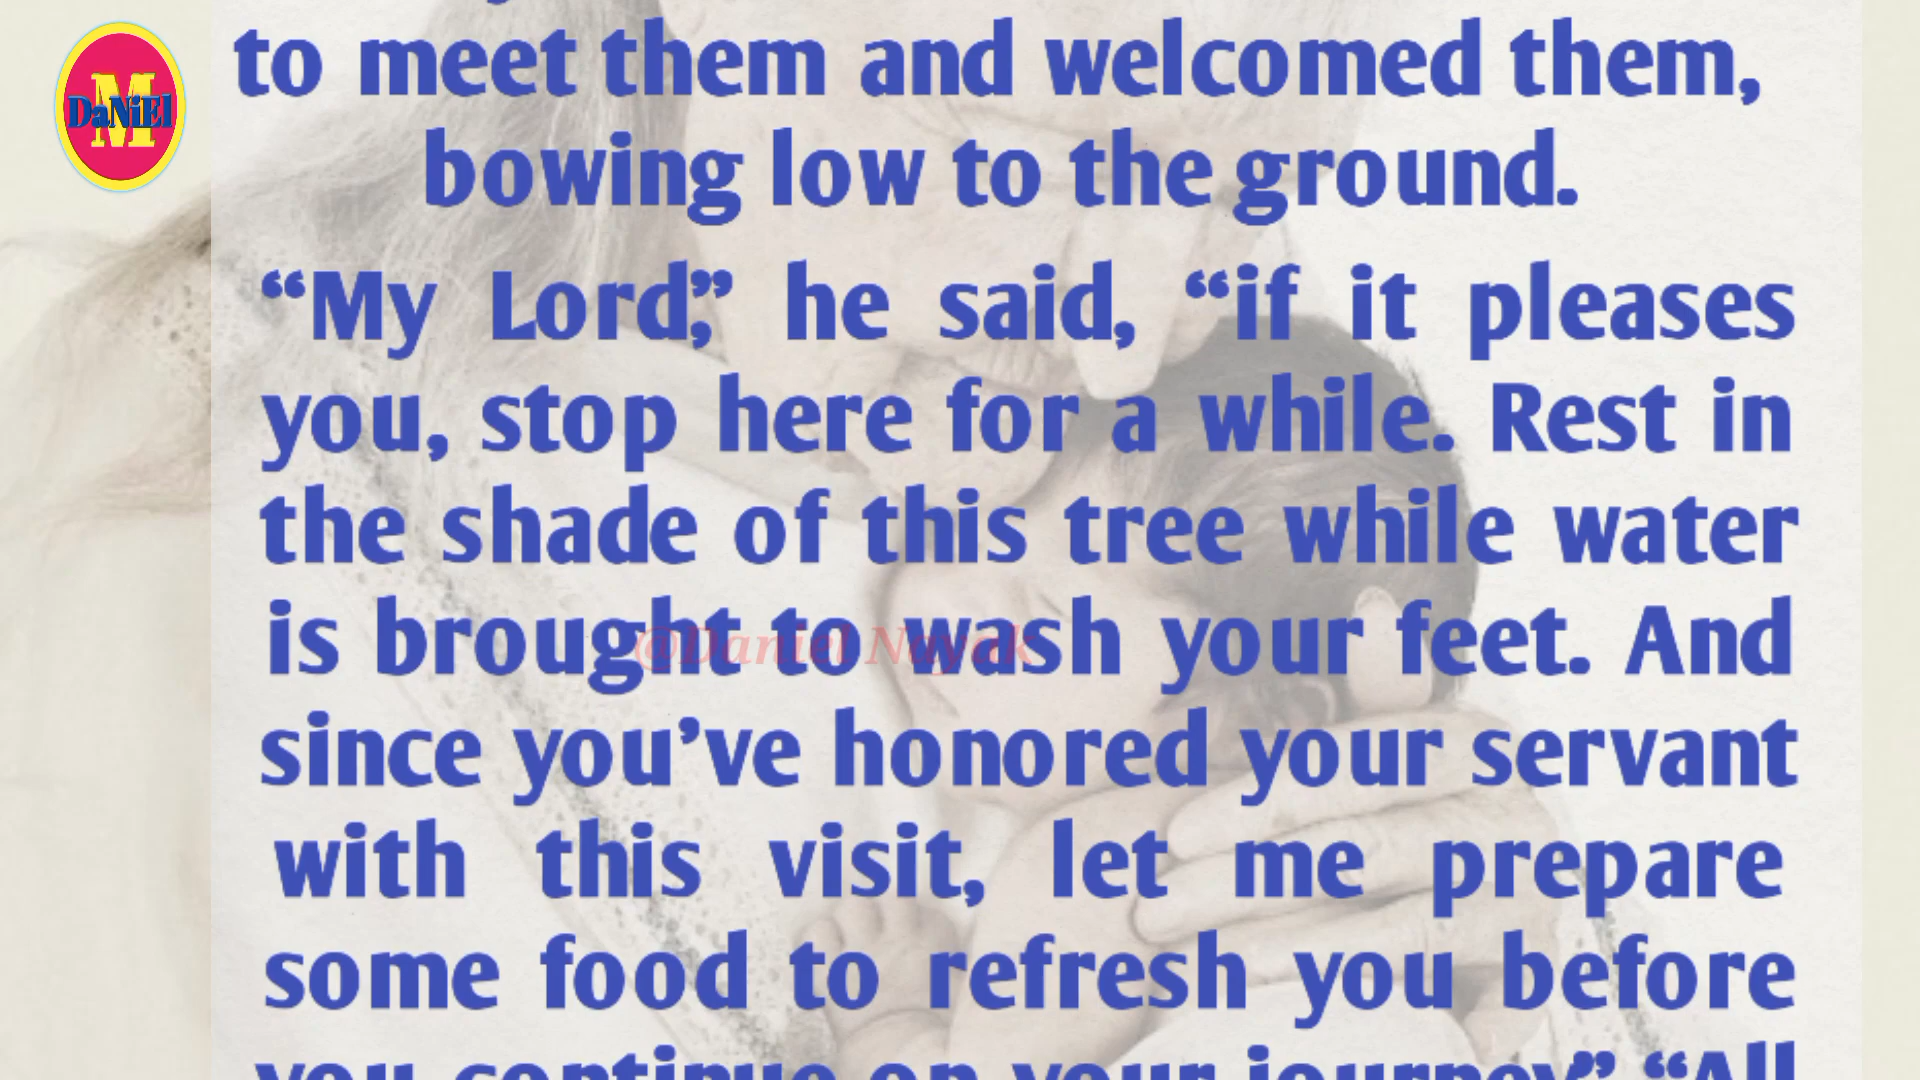 M
DaNiEl
to meet them and welcomed them,
bowing low to the ground.
“My Lord,” he said, “if it pleases
you, stop here for a while. Rest in
the shade of this tree while water
is brought to wash your feet. And
@Daniel Nayak
since you’ve honored your servant
with this visit, let me prepare
some food to refresh you before
you continue on your journey.” “All